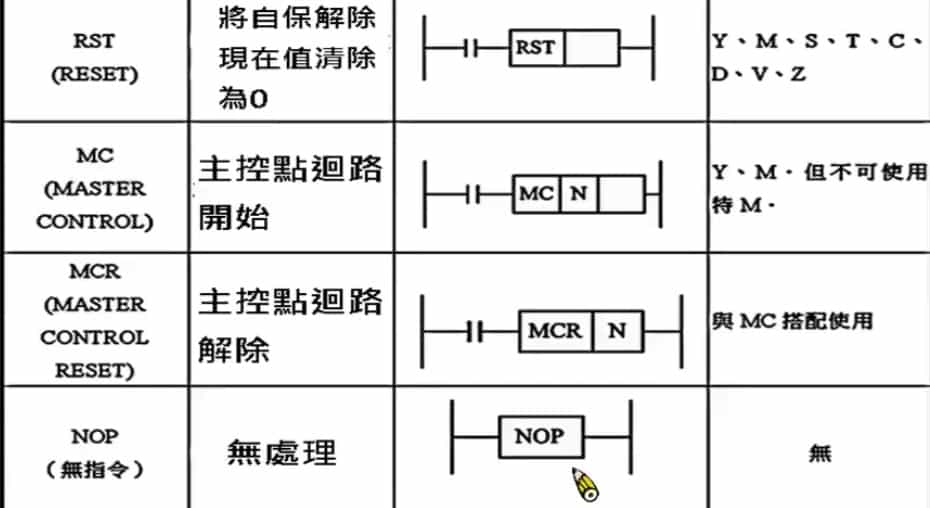 RST
(RESET)
將自保解除
現在值清除
為0
RST
Y、M、S、T、C、
D、V、Z
MC
(MASTER
CONTROL)
主控點迴路
開始
MC N
Y、M．但不可使用
特M．
MCR
(MASTER
CONTROL
RESET)
主控點迴路
解除
MCR N
與MC搭配使用
NOP
（無指令）
無處理
NOP
無